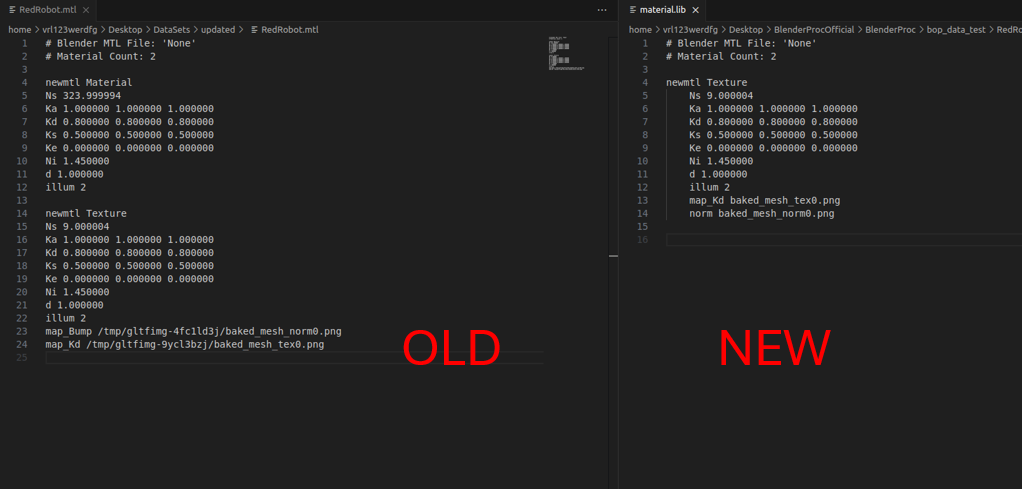 RedRobot.mtl
home > vrl123werdfg > Desktop > DataSets > updated > RedRobot.mtl
1 # Blender MTL File: 'None'
2 # Material Count: 2
3
4 newmtl Material
5 Ns 323.999994
6 Ka 1.000000 1.000000 1.000000
7 Kd 0.800000 0.800000 0.800000
8 Ks 0.500000 0.500000 0.500000
9 Ke 0.000000 0.000000 0.000000
10 Ni 1.450000
11 d 1.000000
12 illum 2
13
14 newmtl Texture
15 Ns 9.000004
16 Ka 1.000000 1.000000 1.000000
17 Kd 0.800000 0.800000 0.800000
18 Ks 0.500000 0.500000 0.500000
19 Ke 0.000000 0.000000 0.000000
20 Ni 1.450000
21 d 1.000000
22 illum 2
23 map_Bump /tmp/gltfimg-4fc1ld3j/baked_mesh_norm0.png
24 map_Kd /tmp/gltfimg-9ycl3bzj/baked_mesh_tex0.png
25
OLD
material.lib
home > vrl123werdfg > Desktop > BlenderProcOfficial > BlenderProc > bop_data_test > RedRo
1 # Blender MTL File: 'None'
2 # Material Count: 2
3
4 newmtl Texture
5 Ns 9.000004
6 Ka 1.000000 1.000000 1.000000
7 Kd 0.800000 0.800000 0.800000
8 Ks 0.500000 0.500000 0.500000
9 Ke 0.000000 0.000000 0.000000
10 Ni 1.450000
11 d 1.000000
12 illum 2
13 map_Kd baked_mesh_tex0.png
14 norm baked_mesh_norm0.png
15
16
NEW